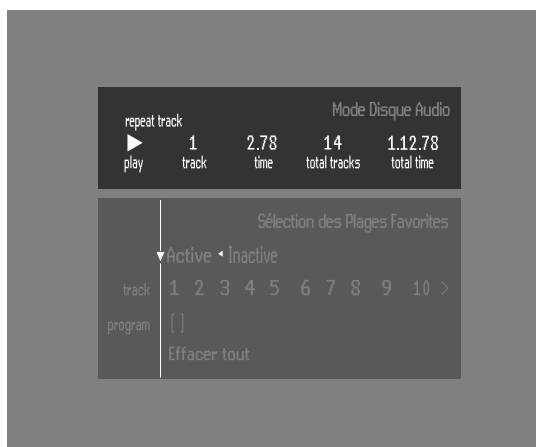 Mode Disque Audio
repeat track
1 2.78 14 1.12.78
play track time total tracks total time
Sélection des Plages Favorites
Active Inactive
track 1 2 3 4 5 6 7 8 9 10 >
program [ ]
Effacer tout